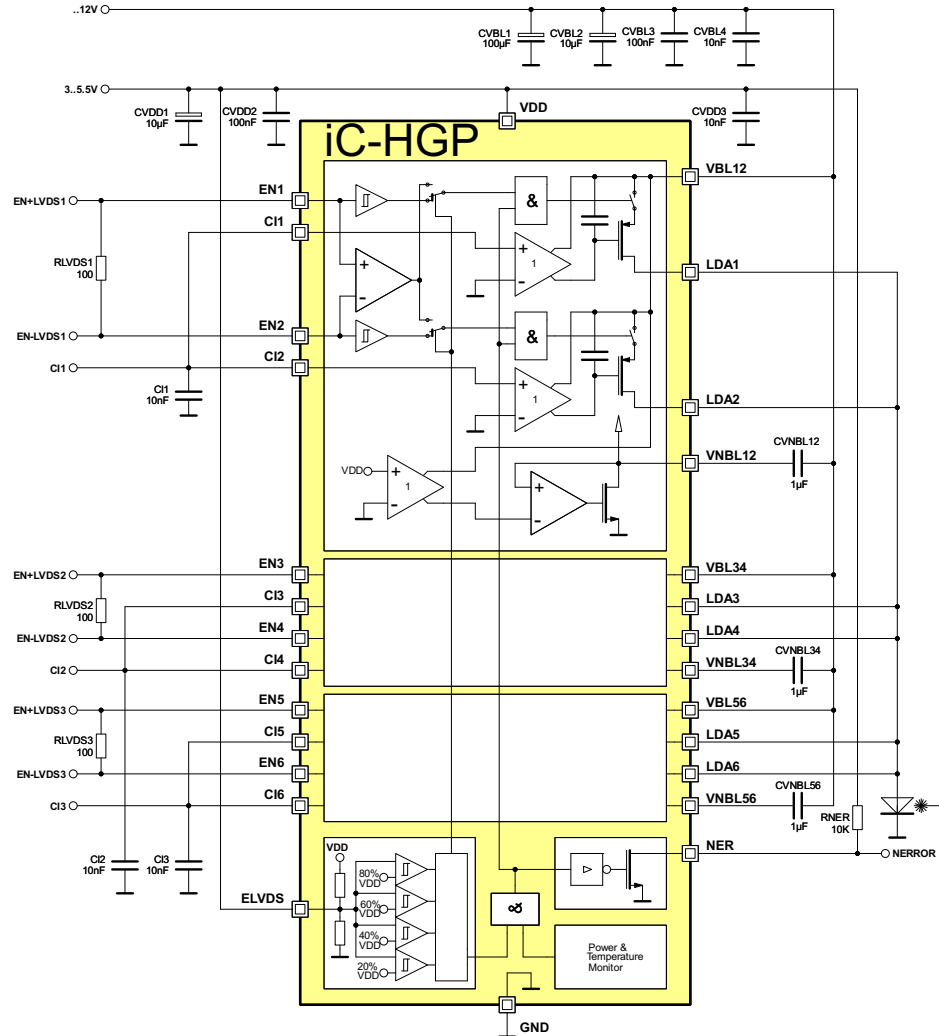 ..12V
CVBL1
100µF
CVBL2
10µF
CVBL3
100nF
CVBL4
10nF
3..5.5V
CVDD1
10µF
CVDD2
100nF
VDD
CVDD3
10nF
iC-HGP
EN+LVDS1
EN1
&
VBL12
CI1
RLVDS1
100
+
-
+
-
1
LDA1
EN-LVDS1
EN2
&
CI1
CI2
CI1
10nF
+
-
1
LDA2
VDD
+
-
1
+
-
VNBL12
CVNBL12
1µF
EN+LVDS2
EN3
VBL34
RLVDS2
100
CI3
LDA3
EN-LVDS2
EN4
LDA4
CI2
CI4
VNBL34
CVNBL34
1µF
EN+LVDS3
EN5
VBL56
RLVDS3
100
CI5
LDA5
EN-LVDS3
EN6
LDA6
CI3
CI6
VNBL56
CVNBL56
1µF
RNER
10K
CI2
10nF
CI3
10nF
VDD
NER
NERROR
80%
VDD
60%
VDD
40%
VDD
20%
VDD
ELVDS
&
Power &
Temperature
Monitor
GND